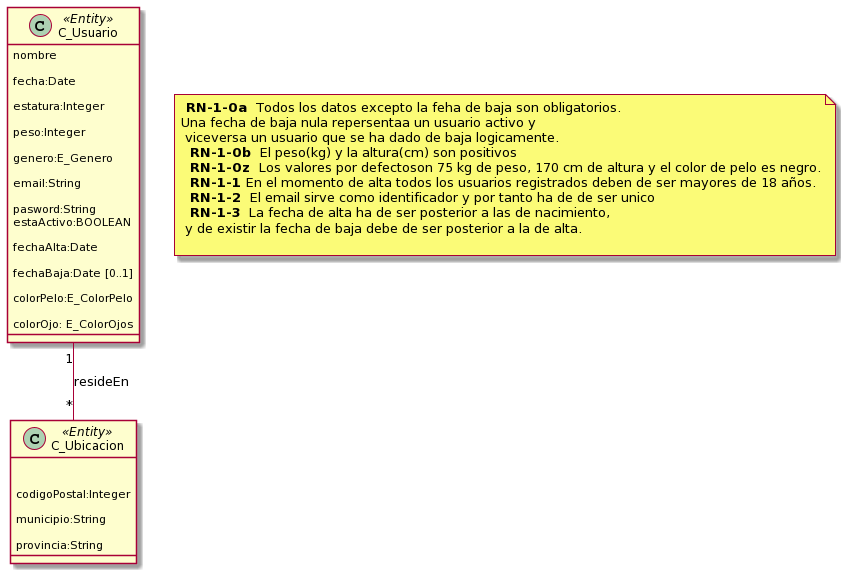 «Entity»
C C_Usuario
nombre
fecha:Date
estatura:Integer
peso:Integer
genero:E_Genero
email:String
pasword:String
estaActivo:BOOLEAN
fechaAlta:Date
fechaBaja:Date [0..1]
colorPelo:E_ColorPelo
colorOjo: E_ColorOjos
RN-1-0a Todos los datos excepto la feha de baja son obligatorios.
Una fecha de baja nula repersentaa un usuario activo y
viceversa un usuario que se ha dado de baja logicamente.
RN-1-0b El peso(kg) y la altura(cm) son positivos
RN-1-0z Los valores por defectoson 75 kg de peso, 170 cm de altura y el color de pelo es negro.
RN-1-1 En el momento de alta todos los usuarios registrados deben de ser mayores de 18 años.
RN-1-2 El email sirve como identificador y por tanto ha de de ser unico
RN-1-3 La fecha de alta ha de ser posterior a las de nacimiento,
y de existir la fecha de baja debe de ser posterior a la de alta.
1
resideEn
*
«Entity»
C C_Ubicacion
codigoPostal:Integer
municipio:String
provincia:String